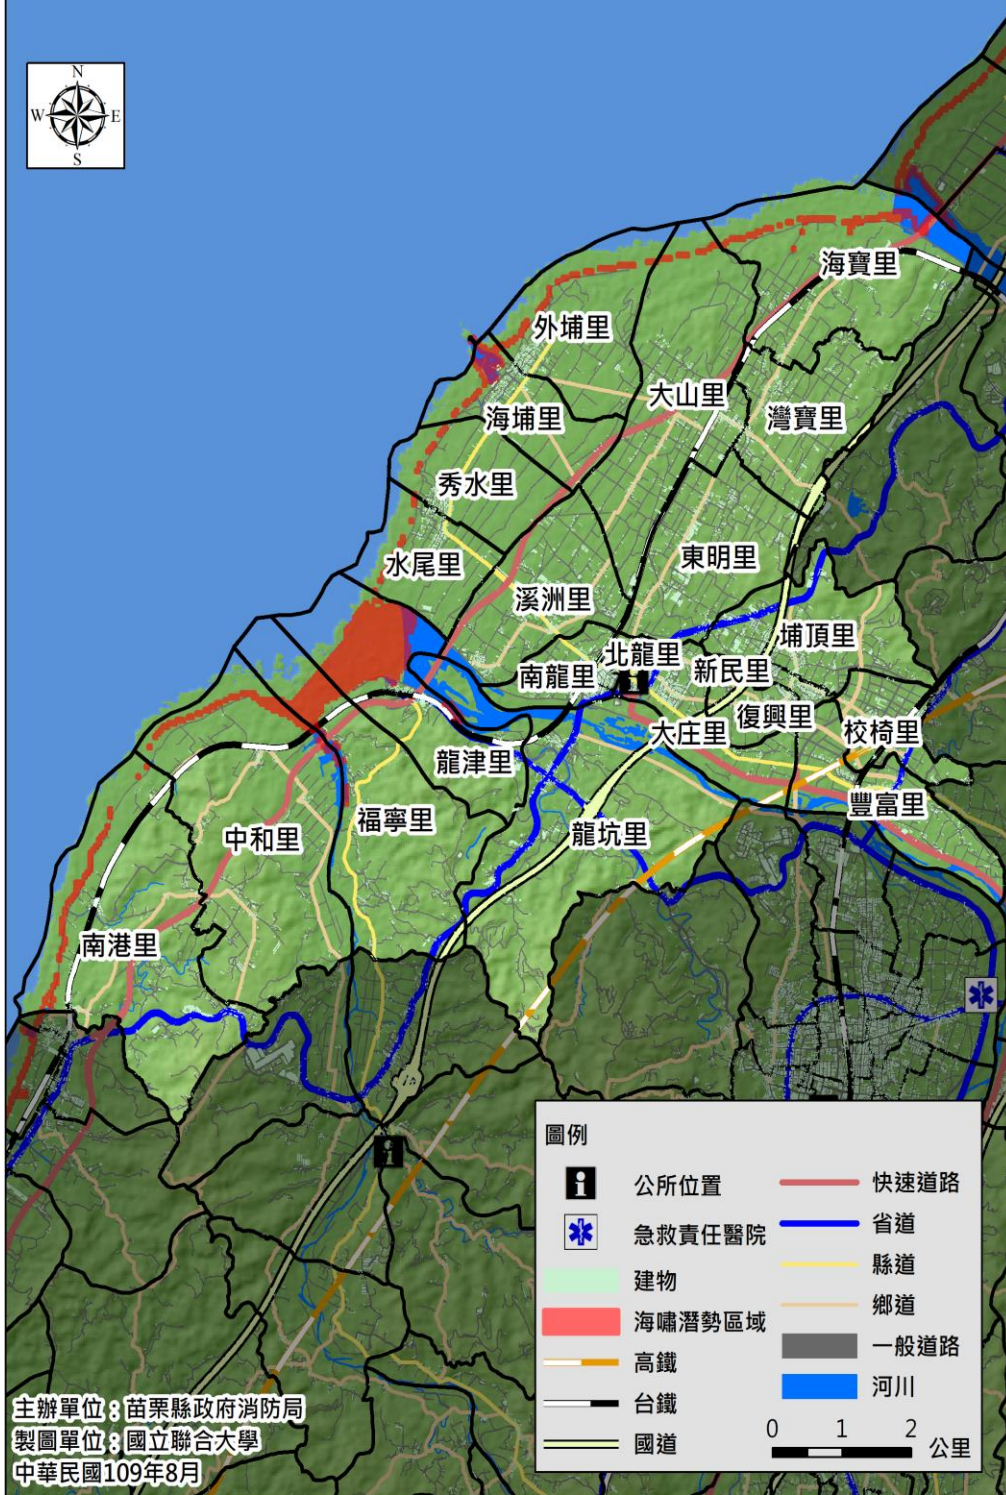 N
W E
S
海寶里
外埔里
大山里
海埔里
灣寶里
秀水里
東明里
水尾里
溪洲里
埔頂里
北龍里
南龍里
新民里
復興里
大庄里
校椅里
龍津里
豐富里
福寧里
龍坑里
中和里
南港里
圖例
公所位置
急救責任醫院
建物
海嘯潛勢區域
高鐵
台鐵
國道
快速道路
省道
縣道
鄉道
一般道路
河川
0 1 2
公里
主辦單位：苗栗縣政府消防局
製圖單位：國立聯合大學
中華民國109年8月